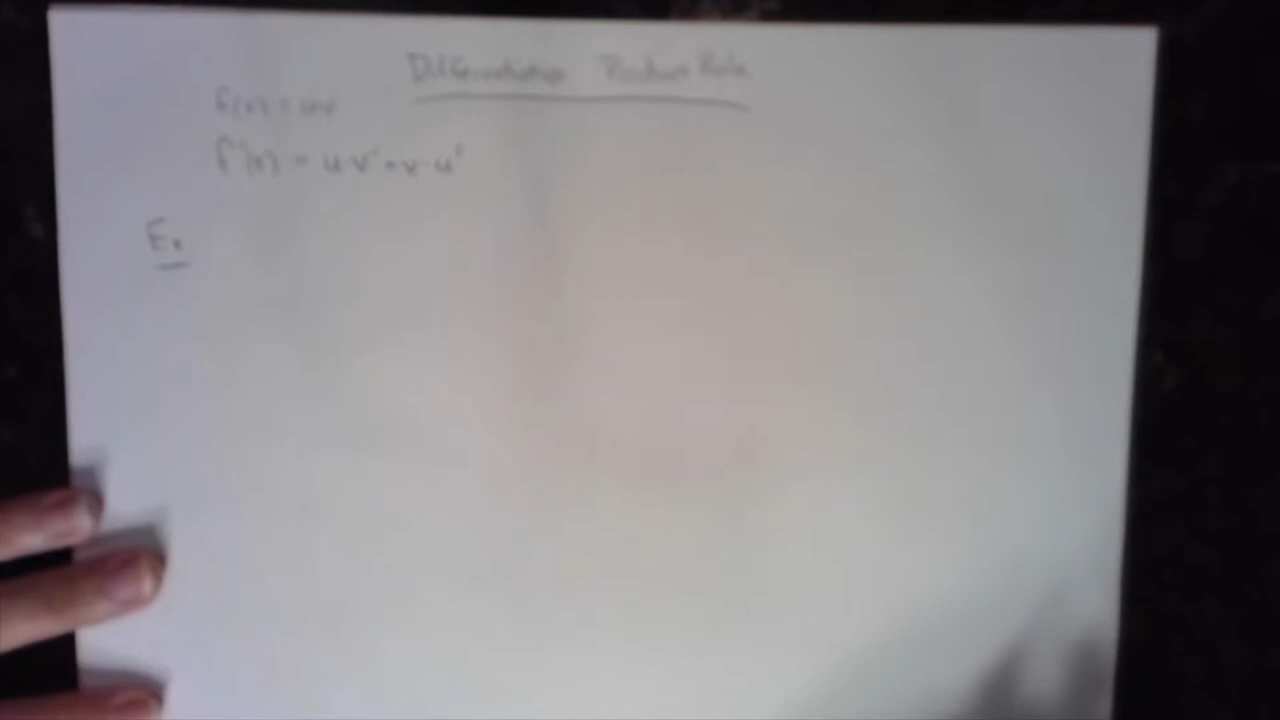 Differentiation Product Rule
f(x) = uv
f'(x) = u·v' + v·u'
Ex.